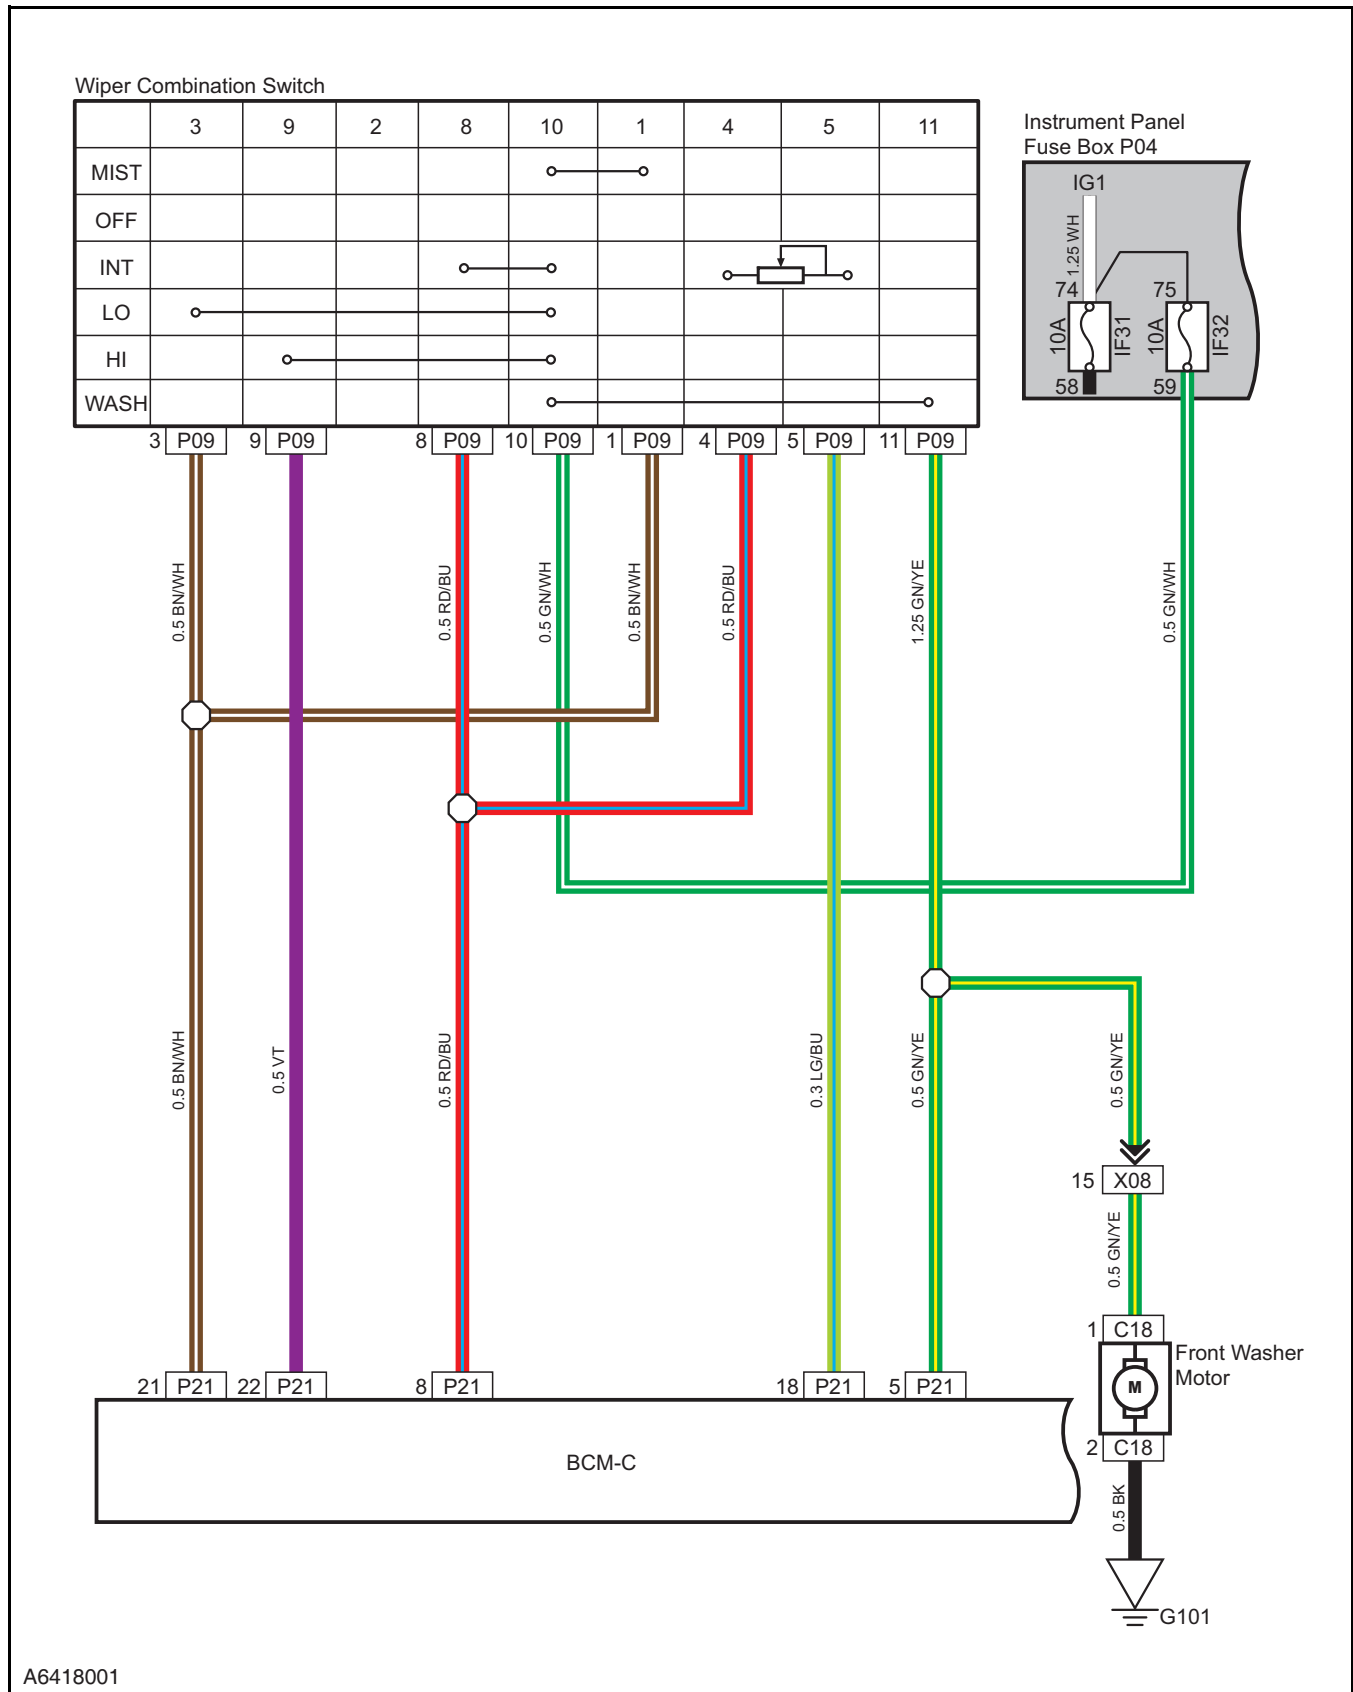 Wiper Combination Switch
3 9 2 8 10 1 4 5 11
MIST
OFF
INT
LO
HI
WASH
3 P09 9 P09 8 P09 10 P09 1 P09 4 P09 5 P09 11 P09
Instrument Panel
Fuse Box P04
IG1
1.25 WH
74 75
10A IF31 10A IF32
58 59
0.5 BN/WH
0.5 RD/BU
0.5 GN/WH
0.5 BN/WH
0.5 RD/BU
1.25 GN/YE
0.5 GN/WH
0.5 BN/WH
0.5 VT
0.5 RD/BU
0.3 LG/BU
0.5 GN/YE
0.5 GN/YE
15 X08
0.5 GN/YE
1 C18
Front Washer
Motor
M
2 C18
21 P21 22 P21 8 P21 18 P21 5 P21
BCM-C
0.5 BK
G101
A6418001